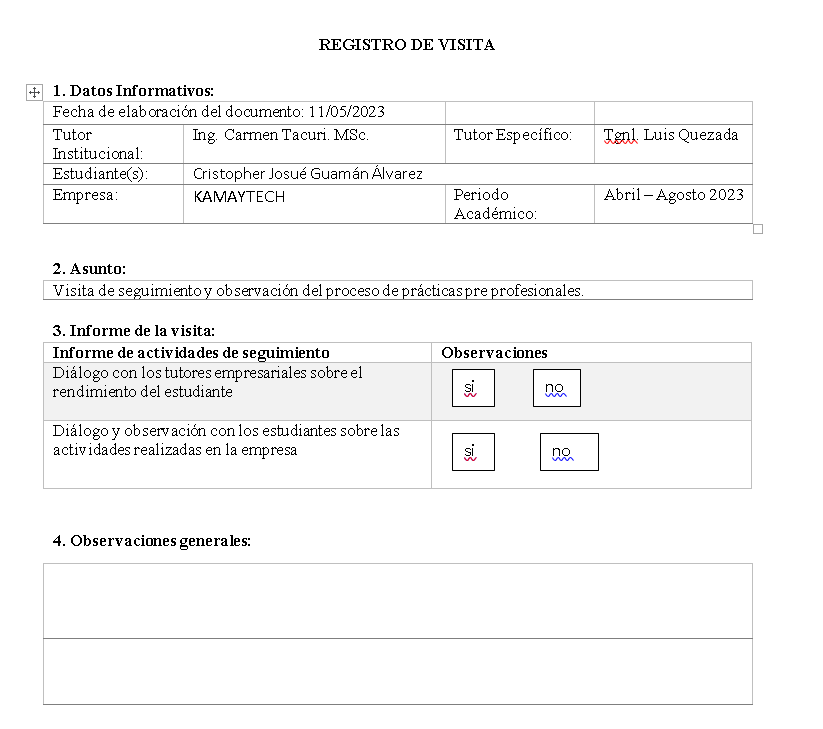 REGISTRO DE VISITA
1. Datos Informativos:
Fecha de elaboración del documento: 11/05/2023
Tutor Institucional: Ing. Carmen Tacuri. MSc. Tutor Específico: Tgnl. Luis Quezada
Estudiante(s): Cristopher Josué Guamán Álvarez
Empresa: KAMAYTECH Periodo Académico: Abril – Agosto 2023
2. Asunto:
Visita de seguimiento y observación del proceso de prácticas pre profesionales.
3. Informe de la visita:
Informe de actividades de seguimiento Observaciones
Diálogo con los tutores empresariales sobre el
rendimiento del estudiante
si no
Diálogo y observación con los estudiantes sobre las
actividades realizadas en la empresa
si no
4. Observaciones generales: